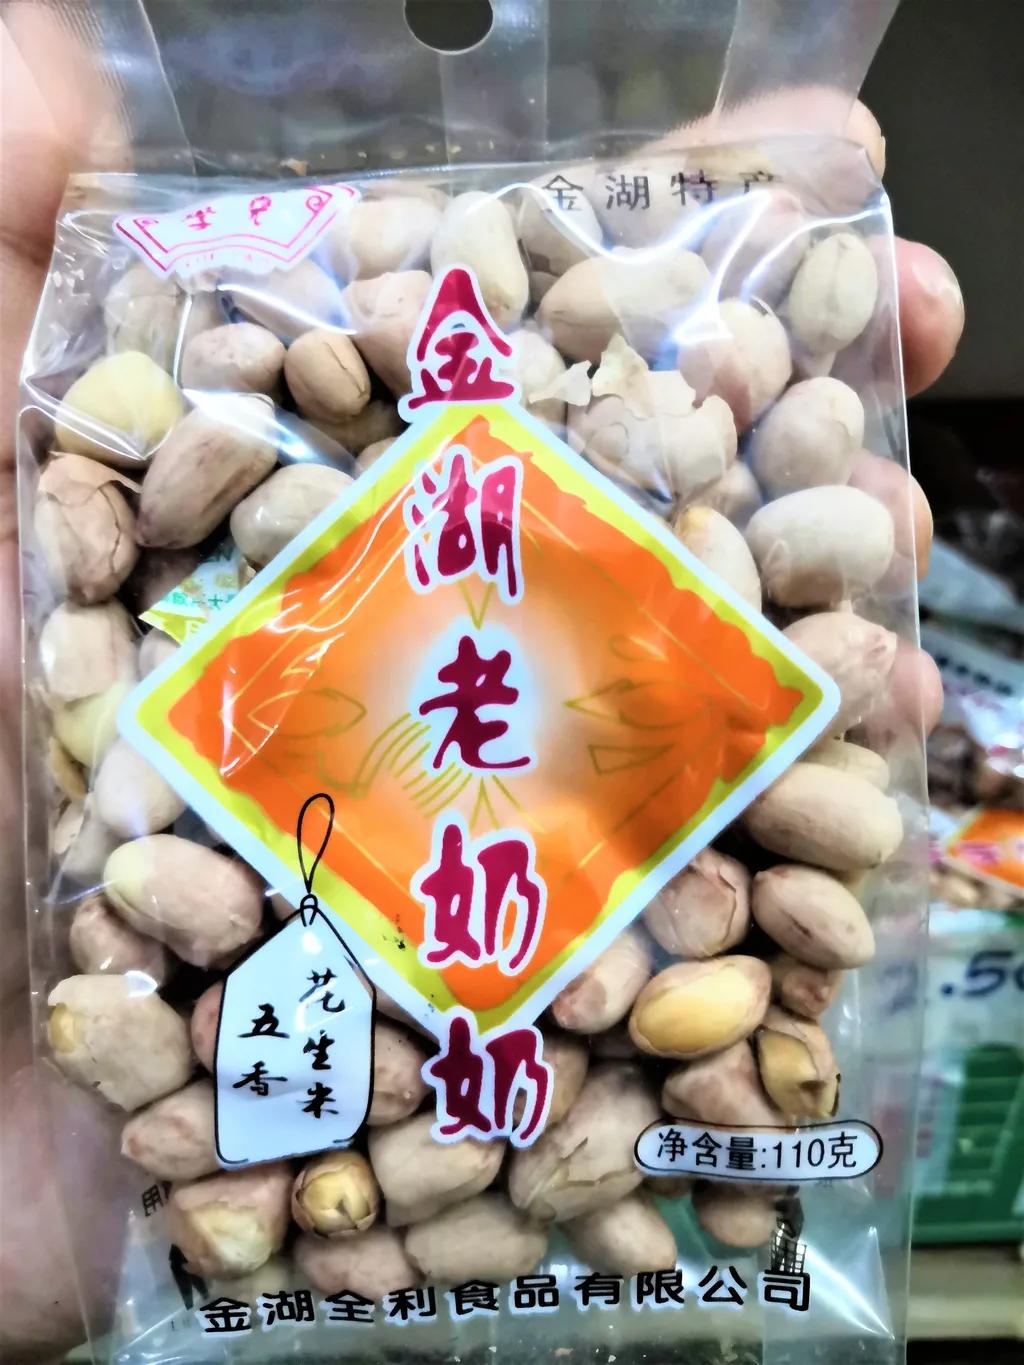 金湖特产
金湖老奶奶
五香
花生米
净含量:110克
金湖全利食品有限公司
.50